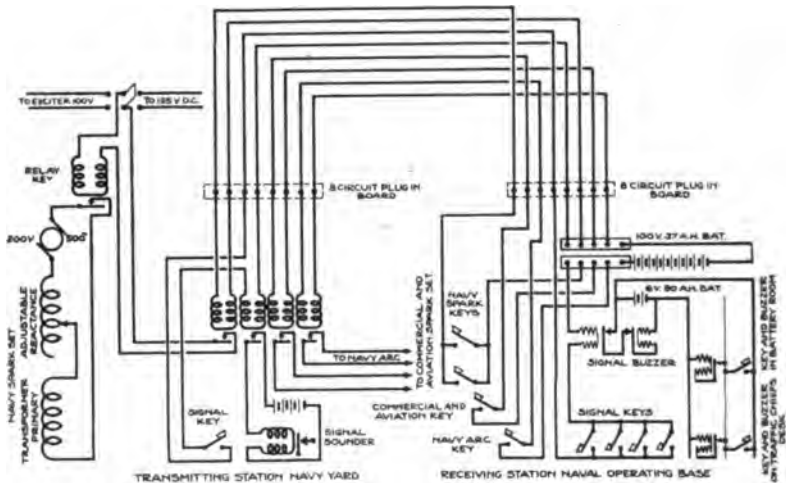 TO EXCITER 100V
TO 125 V D.C.
RELAY
KEY
200V
500~
NAVY SPARK SET
TRANSFORMER
PRIMARY
ADJUSTABLE
REACTANCE
8 CIRCUIT PLUG IN
BOARD
8 CIRCUIT PLUG IN
BOARD
100V. 37 A.H. BAT.
6V. 80 A.H. BAT
NAVY
SPARK
KEYS
TO COMMERCIAL AND
AVIATION SPARK SET.
TO NAVY ARC
COMMERCIAL AND
AVIATION KEY
NAVY ARC
KEY
SIGNAL
KEY
SIGNAL
SOUNDER
SIGNAL BUZZER
SIGNAL KEYS
KEY AND BUZZER
IN BATTERY ROOM
KEY AND BUZZER
ON TRAFFIC CHIEFS
DESK
TRANSMITTING STATION NAVY YARD
RECEIVING STATION NAVAL OPERATING BASE